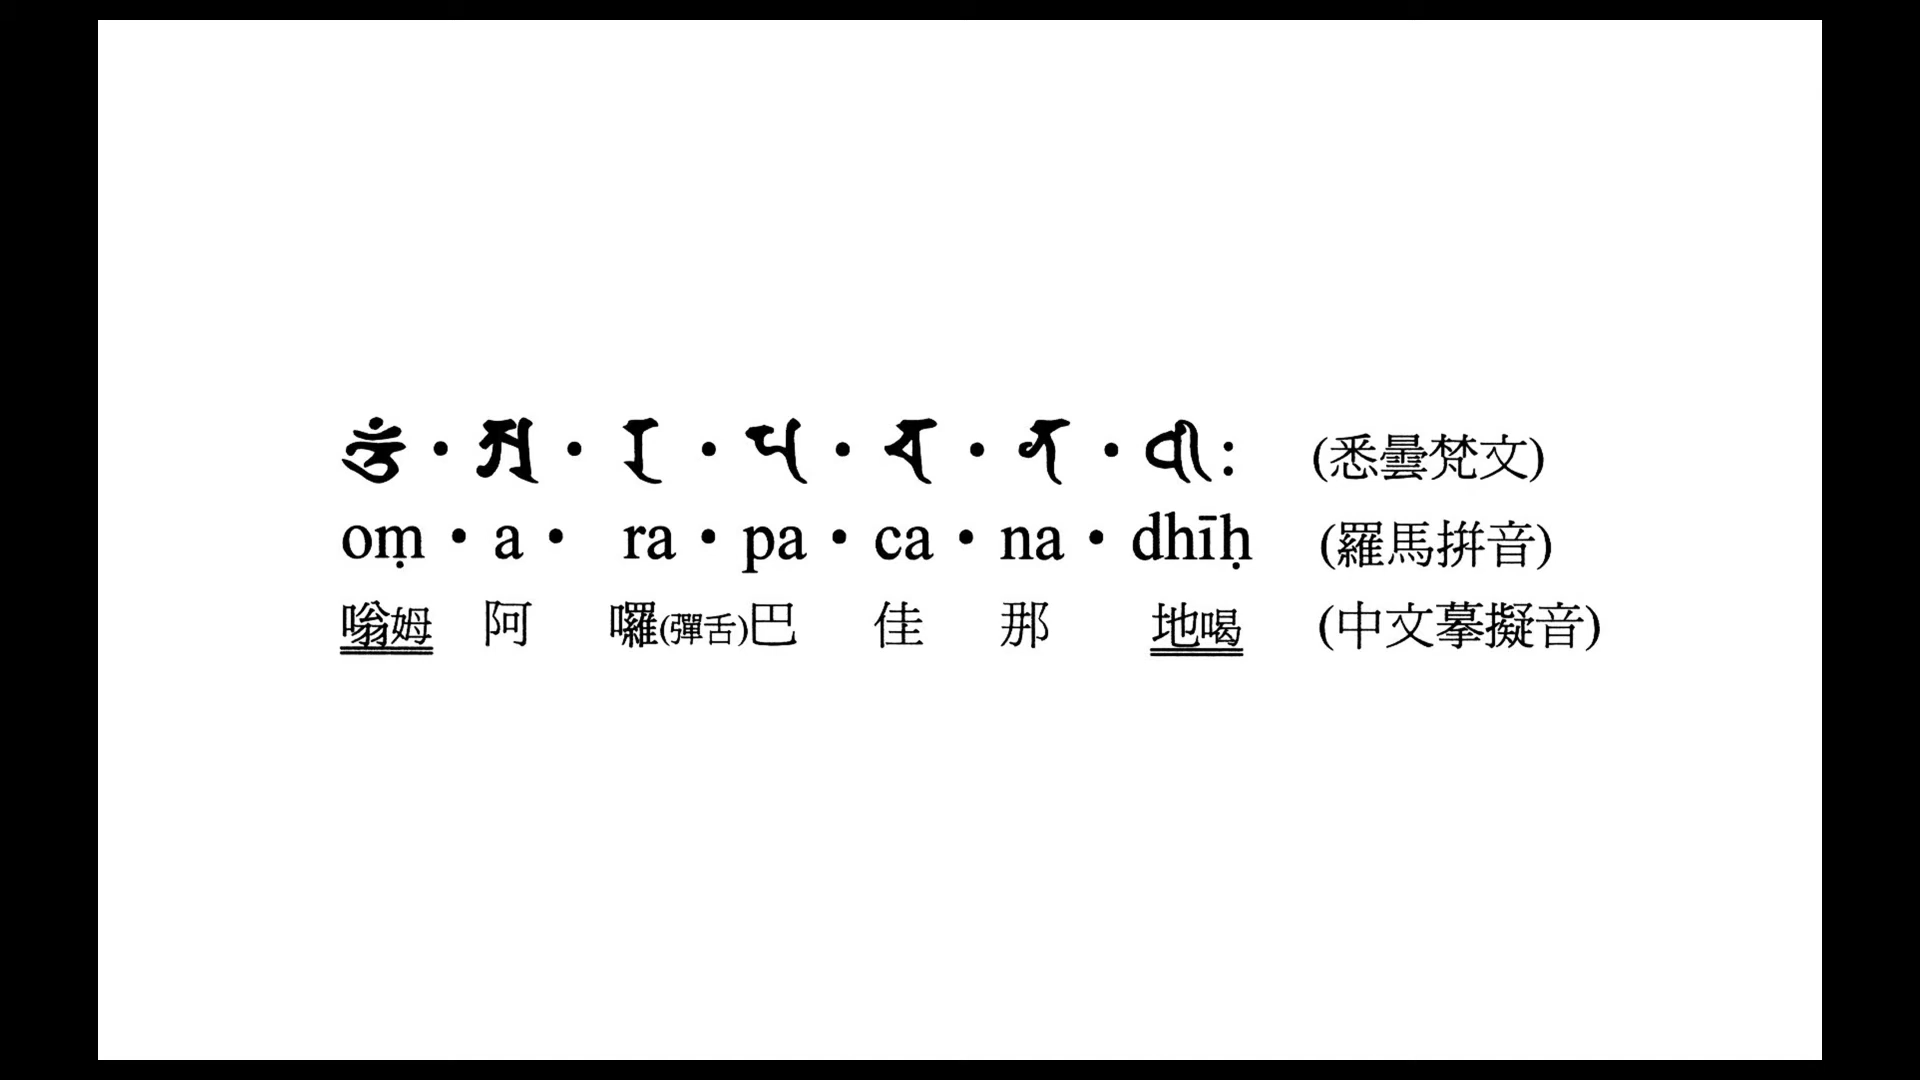 𑖌𑖼 · 𑖀 · 𑖨 · 𑖢 · 𑖓 · 𑖡 · 𑖠𑖱𑖾 (悉曇梵文)
oṃ · a · ra · pa · ca · na · dhīḥ (羅馬拼音)
嗡姆 阿 囉(彈舌)巴 佳 那 地喝 (中文摹擬音)